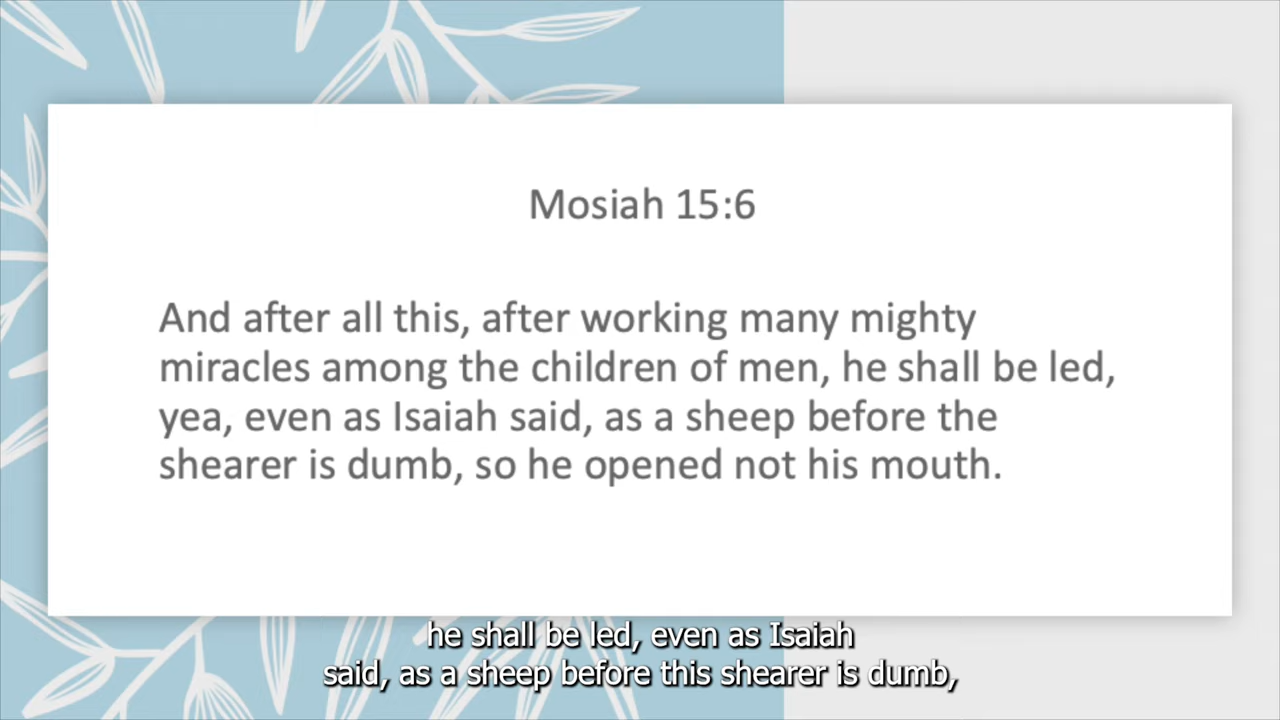 Mosiah 15:6
And after all this, after working many mighty
miracles among the children of men, he shall be led,
yea, even as Isaiah said, as a sheep before the
shearer is dumb, so he opened not his mouth.
he shall be led, even as Isaiah
said, as a sheep before this shearer is dumb,